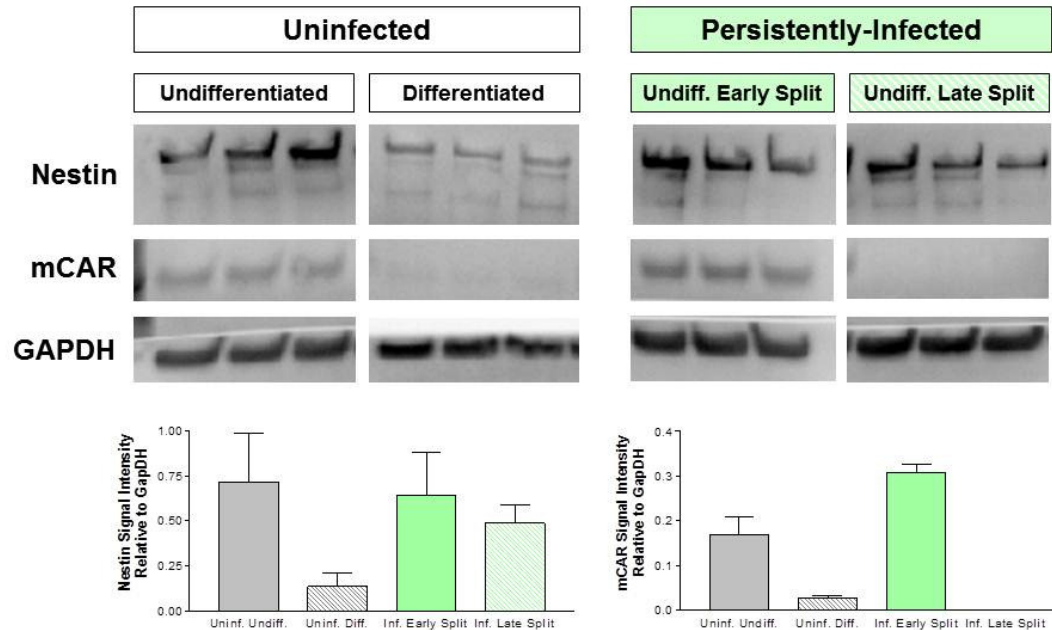 Uninfected
Persistently-Infected
Undifferentiated
Differentiated
Undiff. Early Split
Undiff. Late Split
Nestin
mCAR
GAPDH
Nestin Signal Intensity
Relative to GapDH
1.00
0.75
0.50
0.25
0.00
Uninf. Undiff.
Uninf. Diff.
Inf. Early Split
Inf. Late Split
mCAR Signal Intensity
Relative to GapDH
0.4
0.3
0.2
0.1
0.0
Uninf. Undiff.
Uninf. Diff.
Inf. Early Split
Inf. Late Split